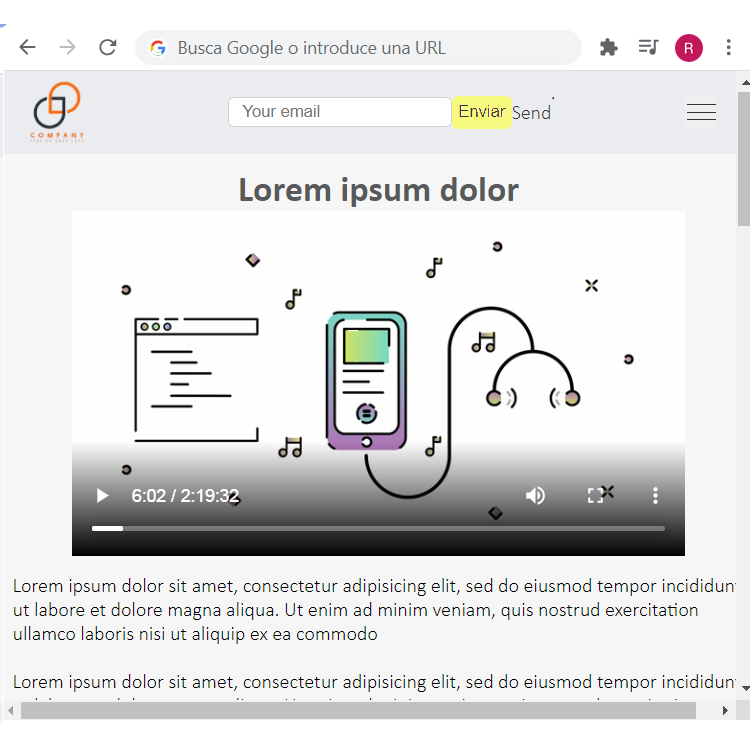 Busca Google o introduce una URL
R
COMPANY
Your email
Enviar
Send
Lorem ipsum dolor
6:02 / 2:19:32
Lorem ipsum dolor sit amet, consectetur adipisicing elit, sed do eiusmod tempor incididunt
ut labore et dolore magna aliqua. Ut enim ad minim veniam, quis nostrud exercitation
ullamco laboris nisi ut aliquip ex ea commodo
Lorem ipsum dolor sit amet, consectetur adipisicing elit, sed do eiusmod tempor incididunt